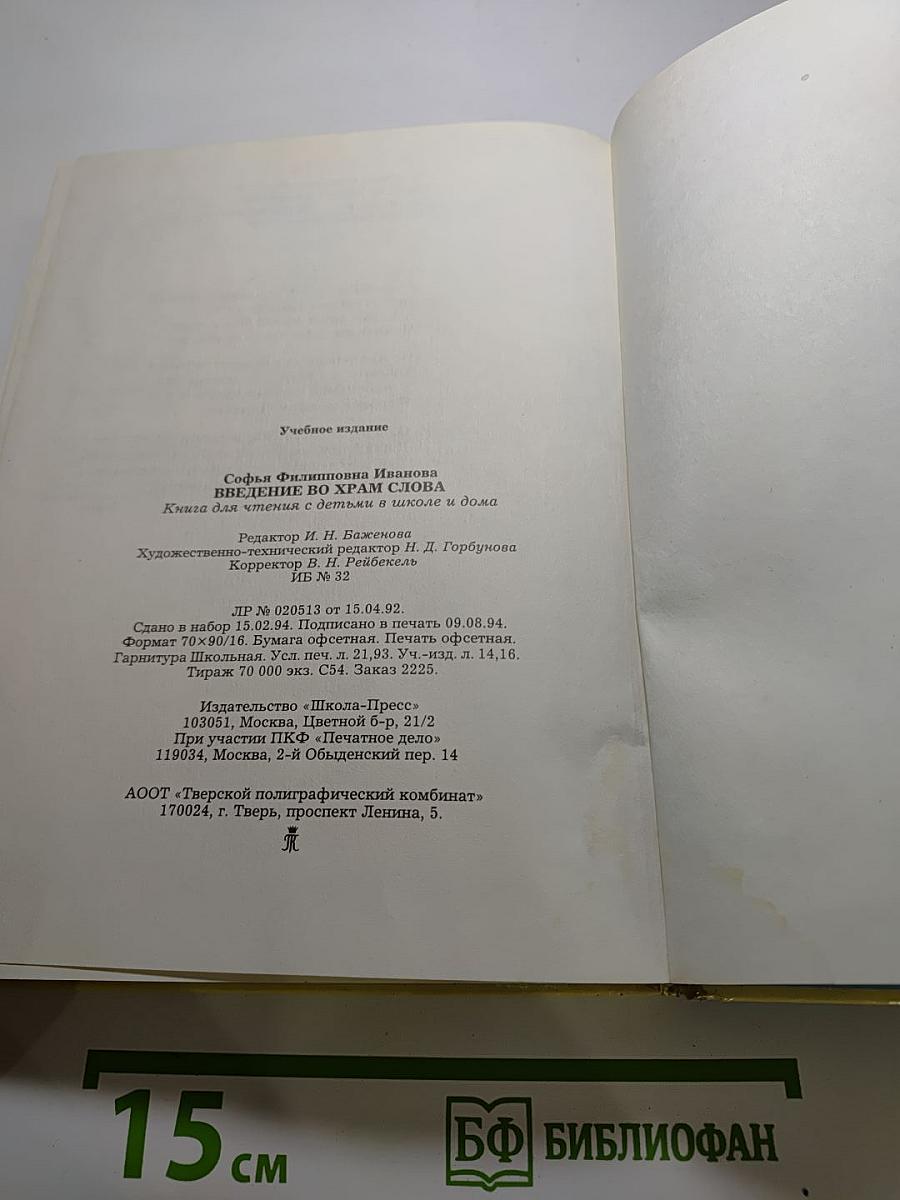 Учебное издание
Софья Филипповна Иванова
ВВЕДЕНИЕ ВО ХРАМ СЛОВА
Книга для чтения с детьми в школе и дома
Редактор И. Н. Баженова
Художественно-технический редактор Н. Д. Горбунова
Корректор В. Н. Рейбекель
ИБ № 32
ЛР № 020513 от 15.04.92.
Сдано в набор 15.02.94. Подписано в печать 09.08.94.
Формат 70×90/16. Бумага офсетная. Печать офсетная.
Гарнитура Школьная. Усл. печ. л. 21,93. Уч.-изд. л. 14,16.
Тираж 70 000 экз. С54. Заказ 2225.
Издательство «Школа-Пресс»
103051, Москва, Цветной б-р, 21/2
При участии ПКФ «Печатное дело»
119034, Москва, 2-й Обыденский пер. 14
АООТ «Тверской полиграфический комбинат»
170024, г. Тверь, проспект Ленина, 5.
15 см
БФ БИБЛИОФАН